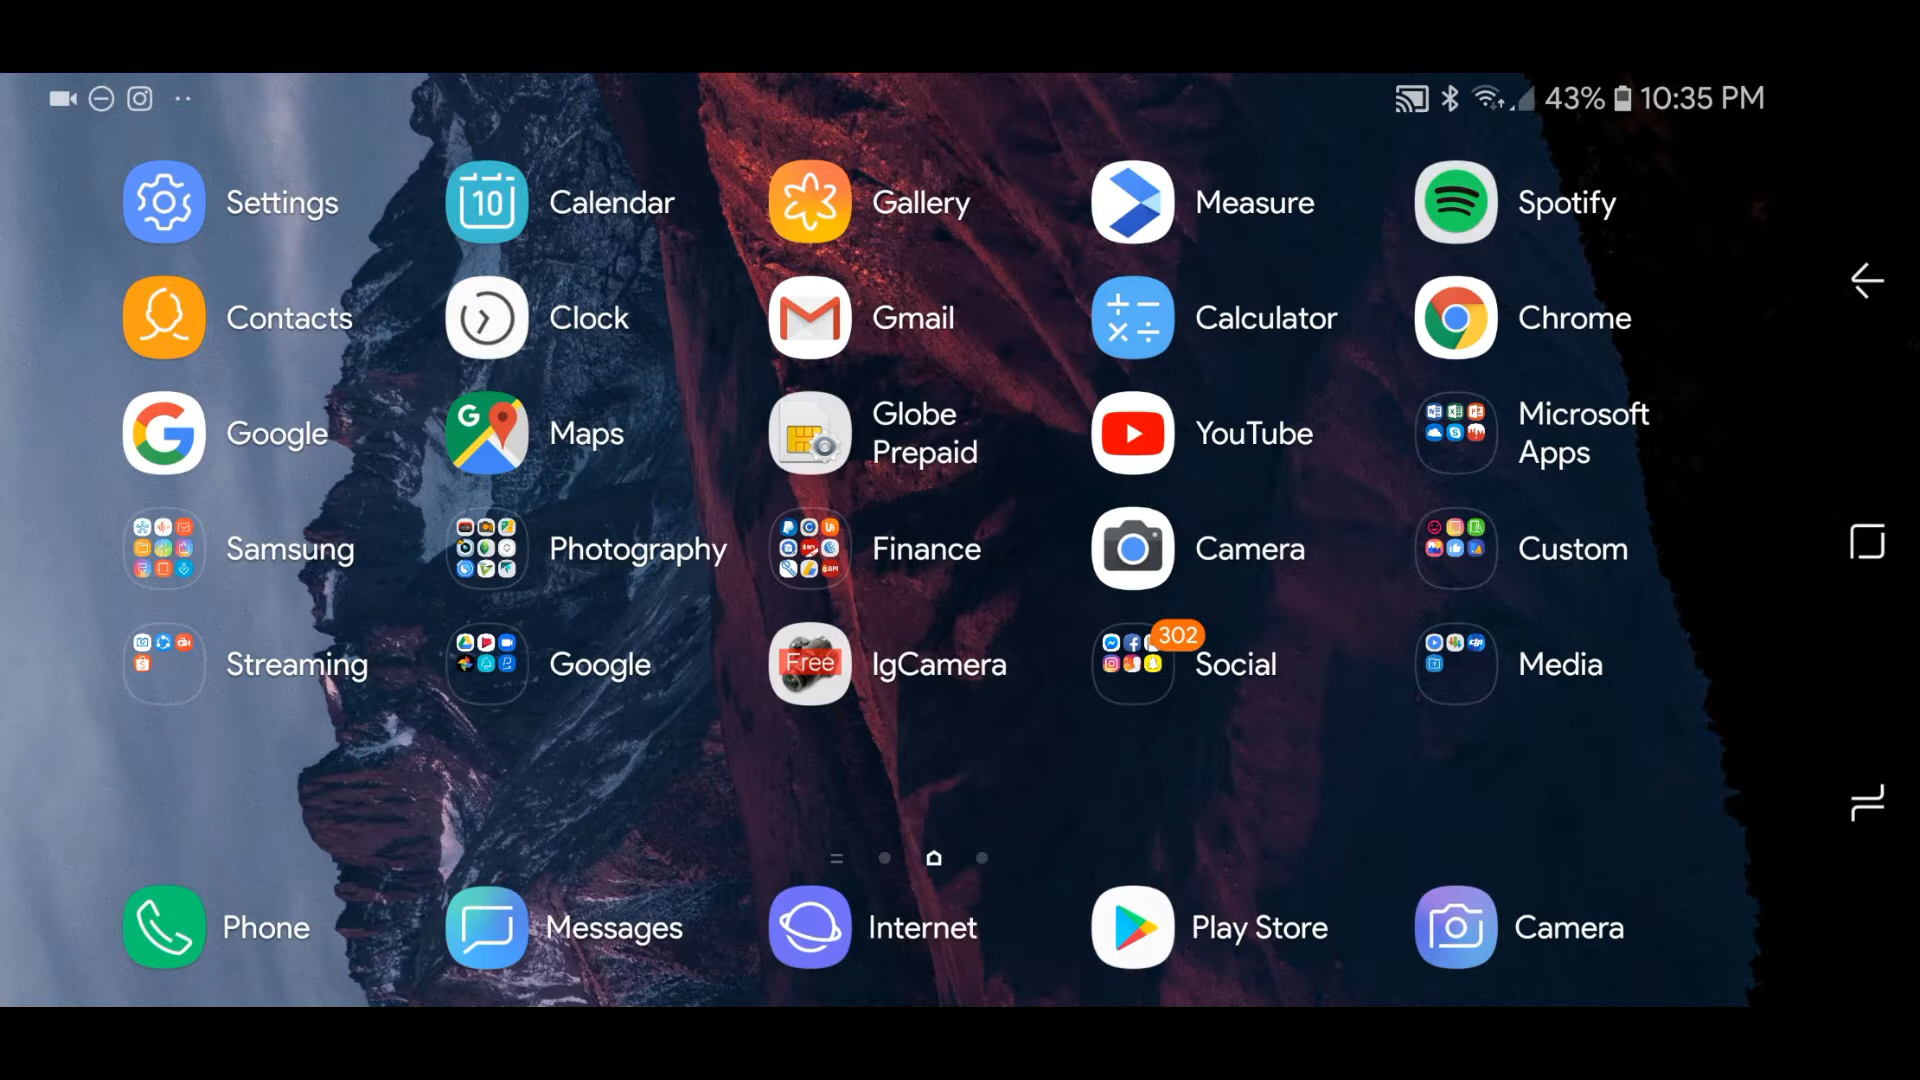 43% 10:35 PM
Settings
10
Calendar
Gallery
Measure
Spotify
Contacts
Clock
Gmail
Calculator
Chrome
Google
G
Maps
Globe
Prepaid
YouTube
Microsoft
Apps
Samsung
Photography
Finance
Camera
Custom
Streaming
Google
Free
IgCamera
302
Social
Media
Phone
Messages
Internet
Play Store
Camera